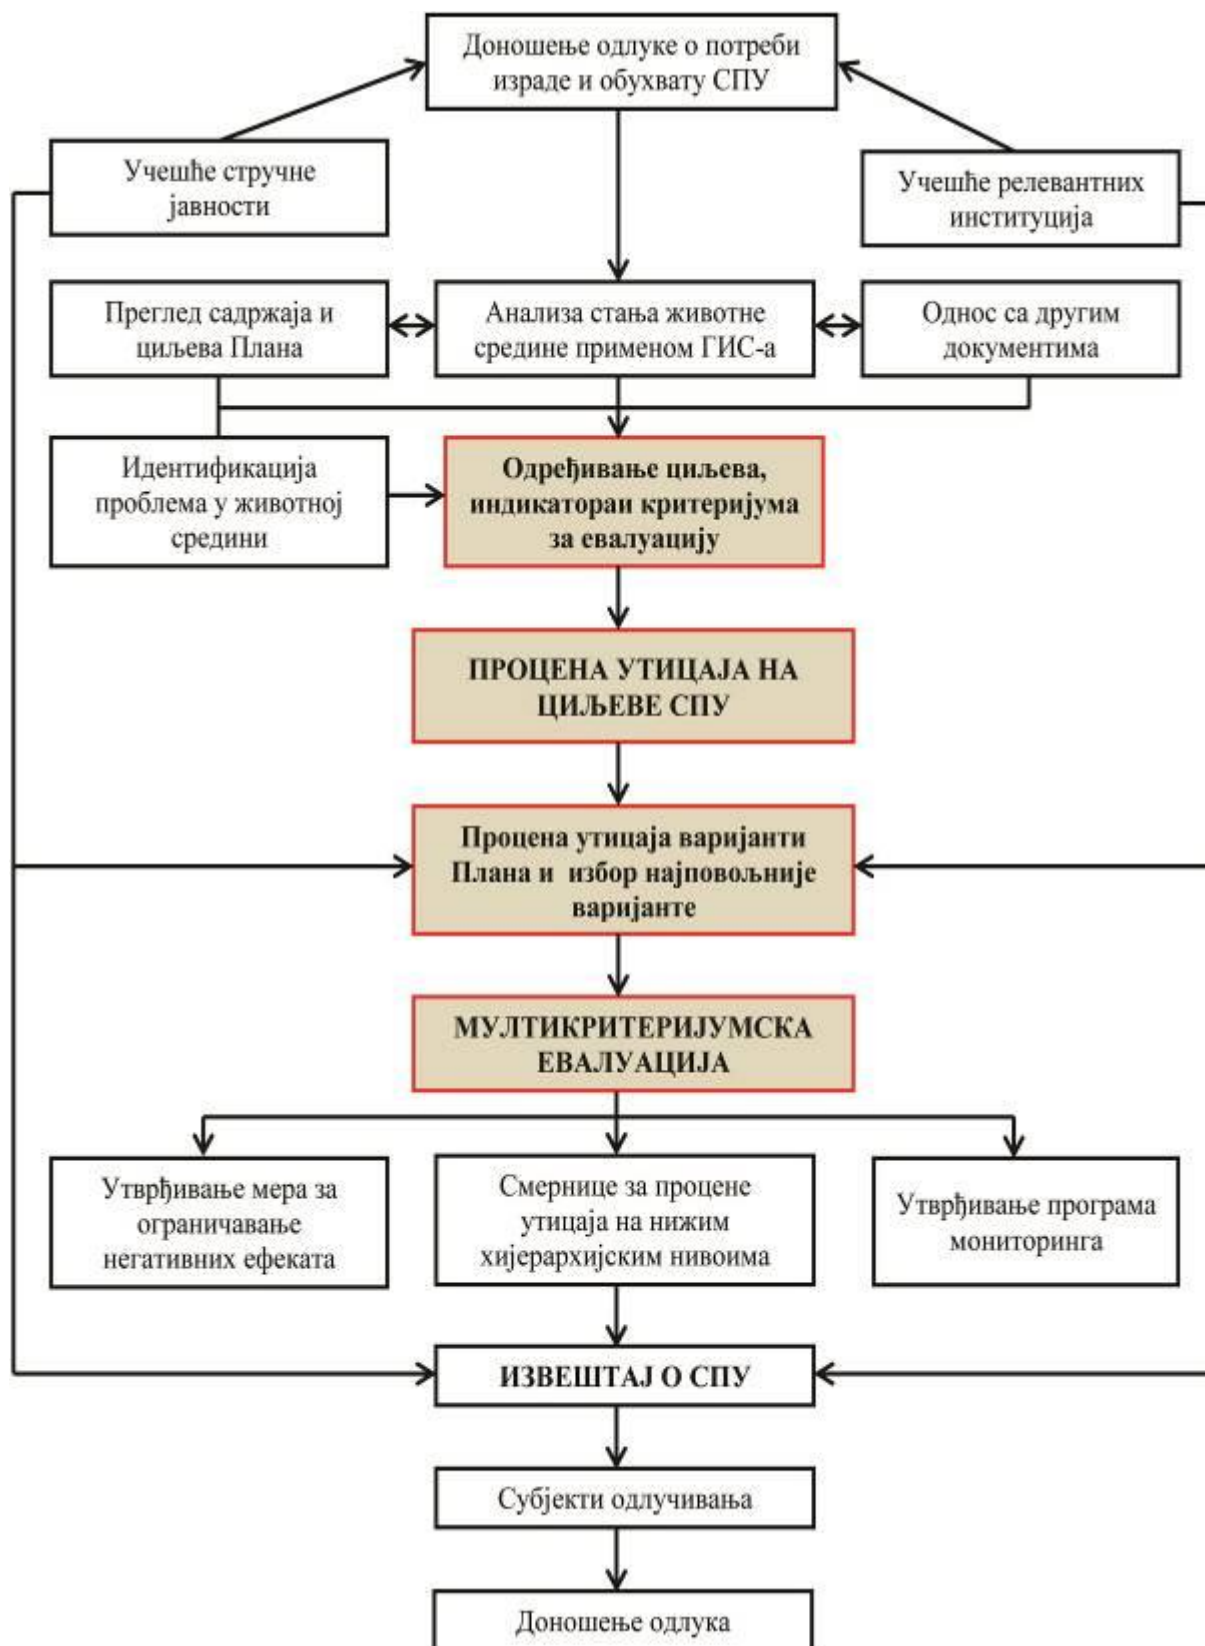 Доношење одлуке о потреби
израде и обухвату СПУ
Учешће стручне
јавности
Учешће релевантних
институција
Преглед садржаја и
циљева Плана
Анализа стања животне
средине применом ГИС-а
Однос са другим
документима
Идентификација
проблема у животној
средини
Одређивање циљева,
индикатораи критеријума
за евалуацију
ПРОЦЕНА УТИЦАЈА НА
ЦИЉЕВЕ СПУ
Процена утицаја варијанти
Плана и избор најповољније
варијанте
МУЛТИКРИТЕРИЈУМСКА
ЕВАЛУАЦИЈА
Утврђивање мера за
ограничавање
негативних ефеката
Смернице за процене
утицаја на нижим
хијерархијским нивоима
Утврђивање програма
мониторинга
ИЗВЕШТАЈ О СПУ
Субјекти одлучивања
Доношење одлука